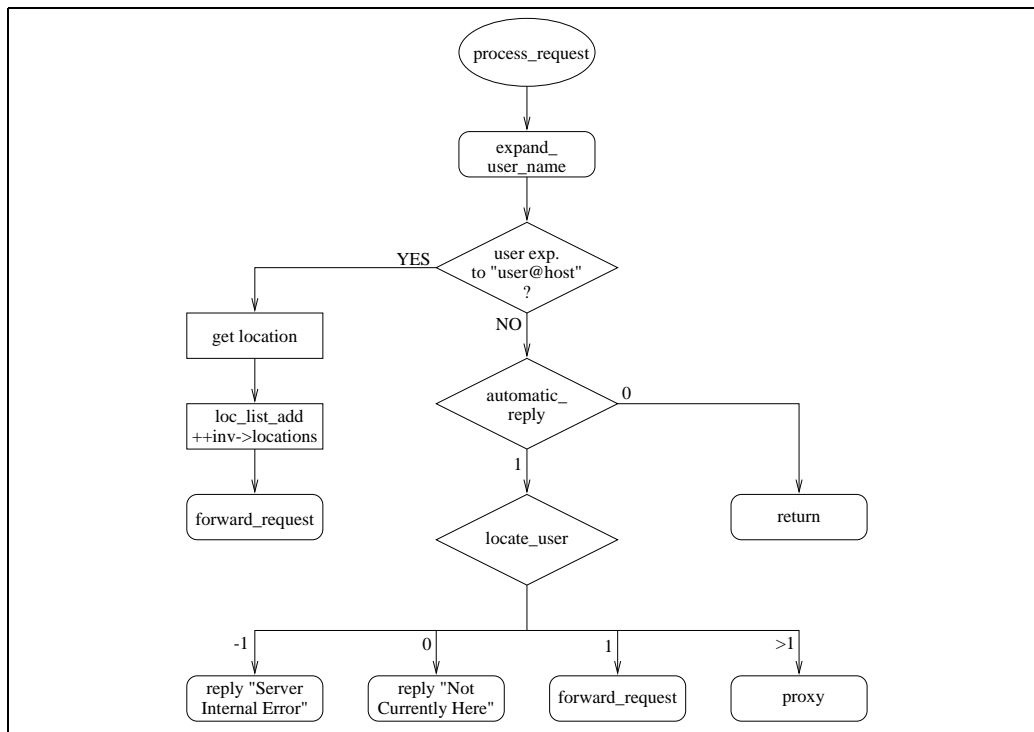 process_request
expand_
user_name
user exp.
to "user@host"
?
YES
NO
get location
loc_list_add
++inv->locations
forward_request
automatic_
reply
0
1
return
locate_user
-1
0
1
>1
reply "Server
Internal Error"
reply "Not
Currently Here"
forward_request
proxy